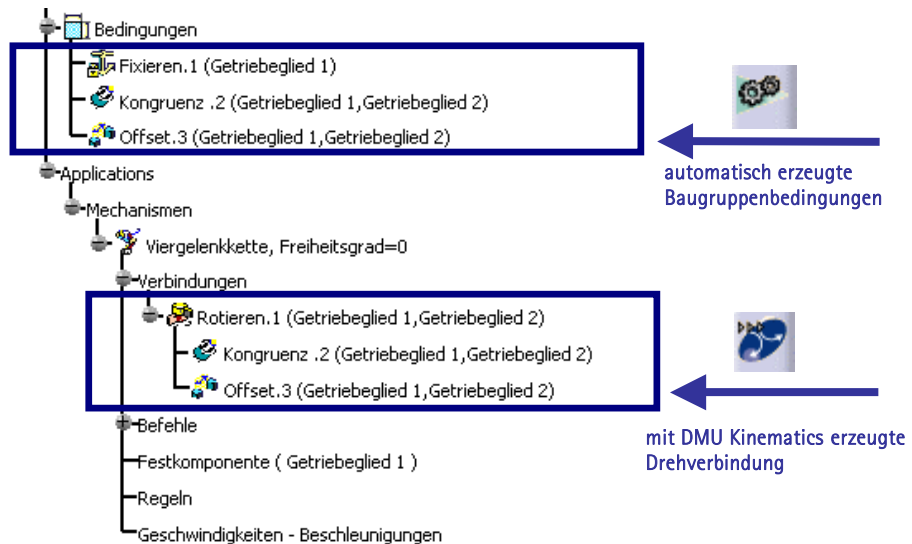 Bedingungen
Fixieren.1 (Getriebeglied 1)
Kongruenz .2 (Getriebeglied 1,Getriebeglied 2)
Offset.3 (Getriebeglied 1,Getriebeglied 2)
automatisch erzeugte
Baugruppenbedingungen
Applications
Mechanismen
Viergelenkkette, Freiheitsgrad=0
Verbindungen
Rotieren.1 (Getriebeglied 1,Getriebeglied 2)
Kongruenz .2 (Getriebeglied 1,Getriebeglied 2)
Offset.3 (Getriebeglied 1,Getriebeglied 2)
mit DMU Kinematics erzeugte
Drehverbindung
Befehle
Festkomponente ( Getriebeglied 1 )
Regeln
Geschwindigkeiten - Beschleunigungen